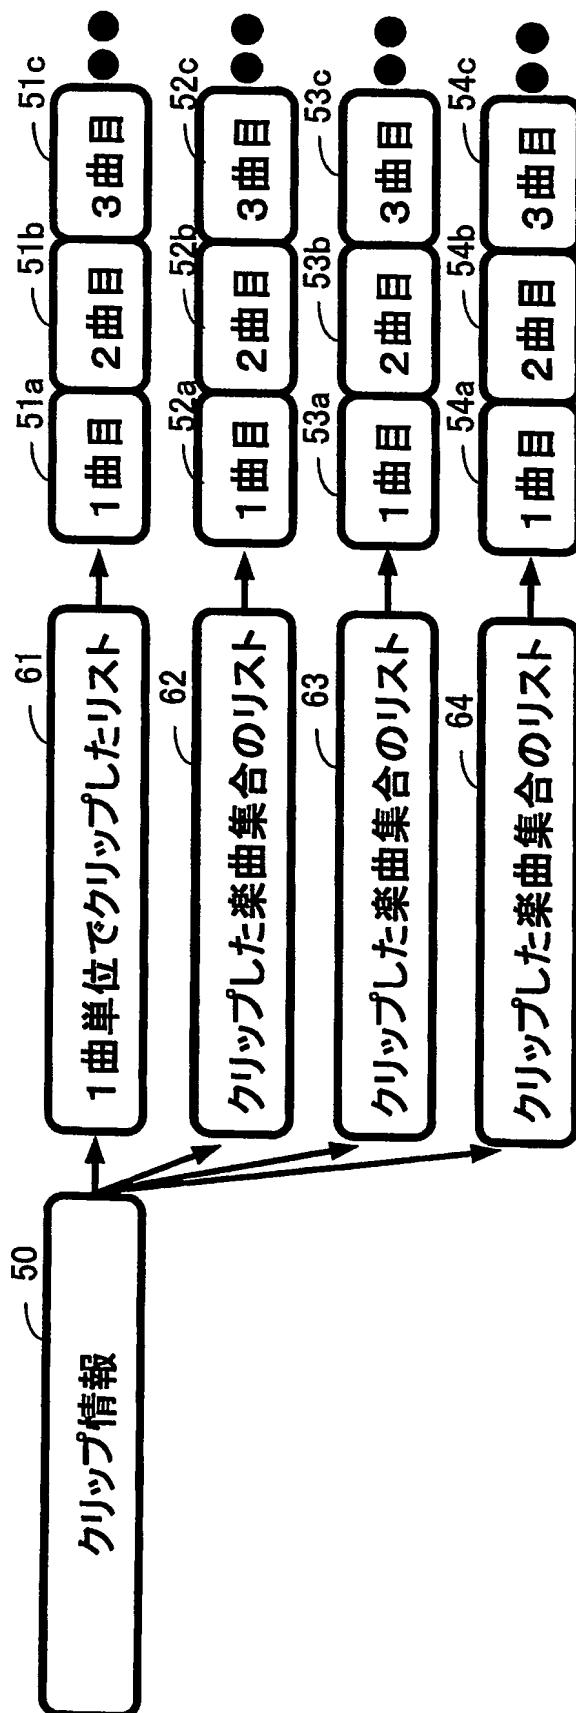 50
クリップ情報
61
1曲単位でクリップしたリスト
51a
1曲目
51b
2曲目
51c
3曲目
62
クリップした楽曲集合のリスト
52a
1曲目
52b
2曲目
52c
3曲目
63
クリップした楽曲集合のリスト
53a
1曲目
53b
2曲目
53c
3曲目
64
クリップした楽曲集合のリスト
54a
1曲目
54b
2曲目
54c
3曲目